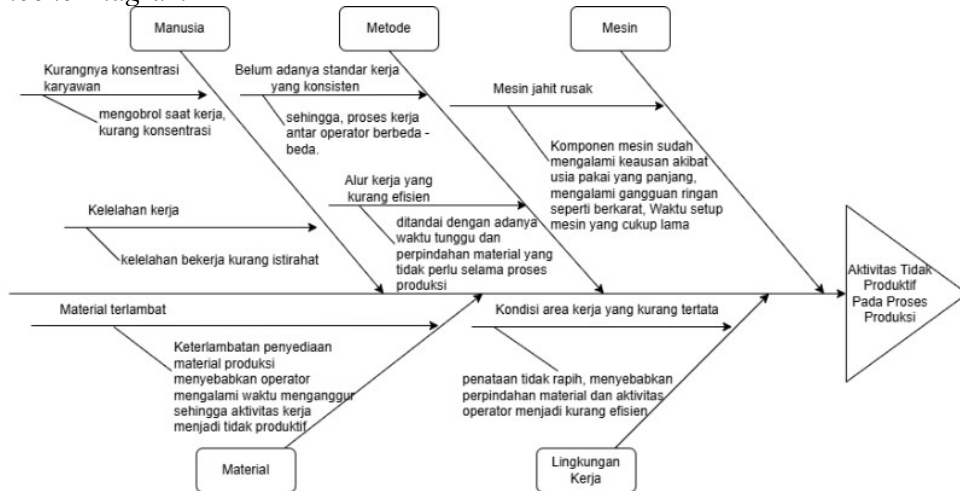 Manusia
Metode
Mesin
Kurangnya konsentrasi
karyawan
mengobrol saat kerja,
kurang konsentrasi
Kelelahan kerja
kelelahan bekerja kurang istirahat
Belum adanya standar kerja
yang konsisten
sehingga, proses kerja
antar operator berbeda -
beda.
Alur kerja yang
kurang efisien
ditandai dengan adanya
waktu tunggu dan
perpindahan material yang
tidak perlu selama proses
produksi
Mesin jahit rusak
Komponen mesin sudah
mengalami keausan akibat
usia pakai yang panjang,
mengalami gangguan ringan
seperti berkarat, Waktu setup
mesin yang cukup lama
Aktivitas Tidak
Produktif
Pada Proses
Produksi
Material terlambat
Keterlambatan penyediaan
material produksi
menyebabkan operator
mengalami waktu menganggur
sehingga aktivitas kerja
menjadi tidak produktif
Kondisi area kerja yang kurang tertata
penataan tidak rapih, menyebabkan
perpindahan material dan aktivitas
operator menjadi kurang efisien
Material
Lingkungan
Kerja